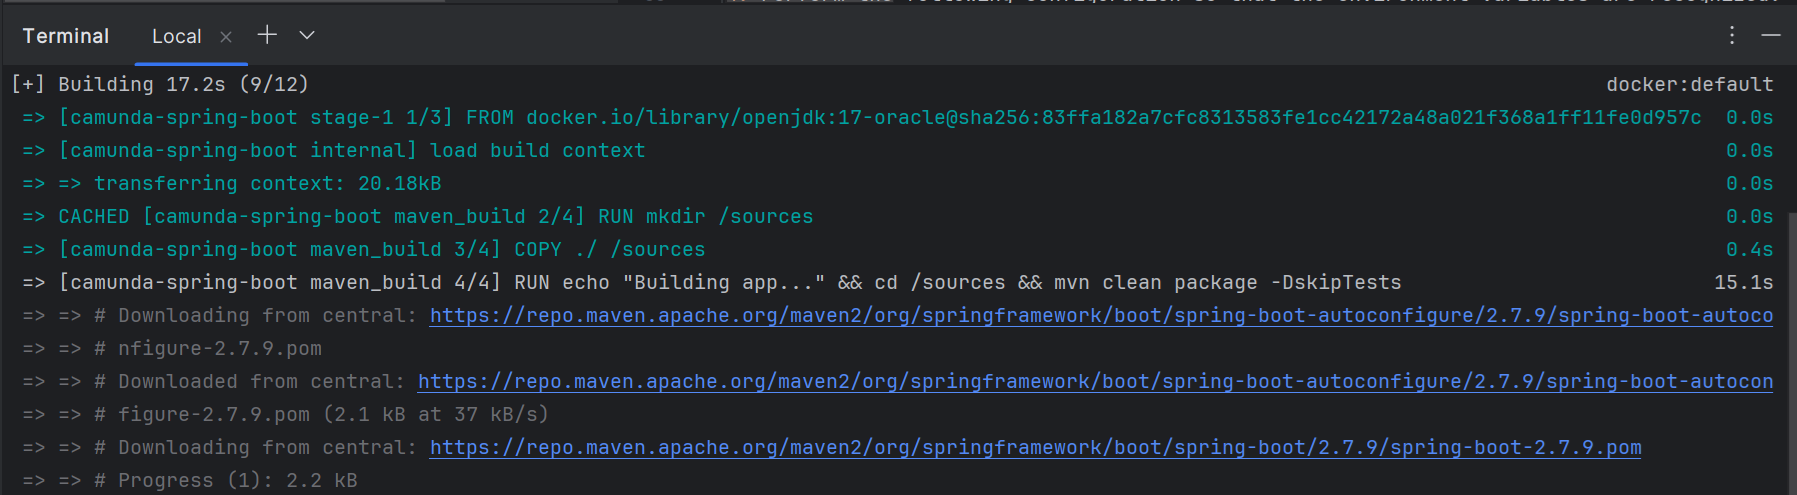 Terminal Local
[+] Building 17.2s (9/12) docker:default
=> [camunda-spring-boot stage-1 1/3] FROM docker.io/library/openjdk:17-oracle@sha256:83ffa182a7cfc8313583fe1cc42172a48a021f368a1ff11fe0d957c 0.0s
=> [camunda-spring-boot internal] load build context 0.0s
=> => transferring context: 20.18kB 0.0s
=> CACHED [camunda-spring-boot maven_build 2/4] RUN mkdir /sources 0.0s
=> [camunda-spring-boot maven_build 3/4] COPY ./ /sources 0.4s
=> [camunda-spring-boot maven_build 4/4] RUN echo "Building app..." && cd /sources && mvn clean package -DskipTests 15.1s
=> => # Downloading from central: https://repo.maven.apache.org/maven2/org/springframework/boot/spring-boot-autoconfigure/2.7.9/spring-boot-autoco
=> => # nfigure-2.7.9.pom
=> => # Downloaded from central: https://repo.maven.apache.org/maven2/org/springframework/boot/spring-boot-autoconfigure/2.7.9/spring-boot-autocon
=> => # figure-2.7.9.pom (2.1 kB at 37 kB/s)
=> => # Downloading from central: https://repo.maven.apache.org/maven2/org/springframework/boot/spring-boot/2.7.9/spring-boot-2.7.9.pom
=> => # Progress (1): 2.2 kB